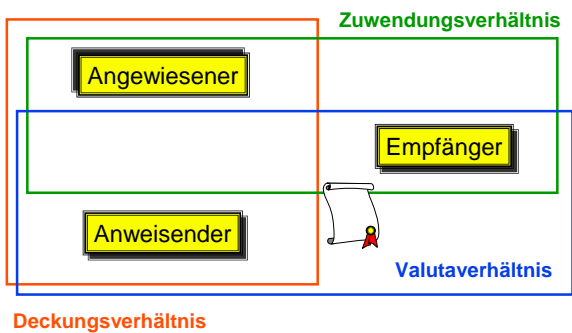 Zuwendungsverhältnis
Angewiesener
Empfänger
Anweisender
Valutaverhältnis
Deckungsverhältnis